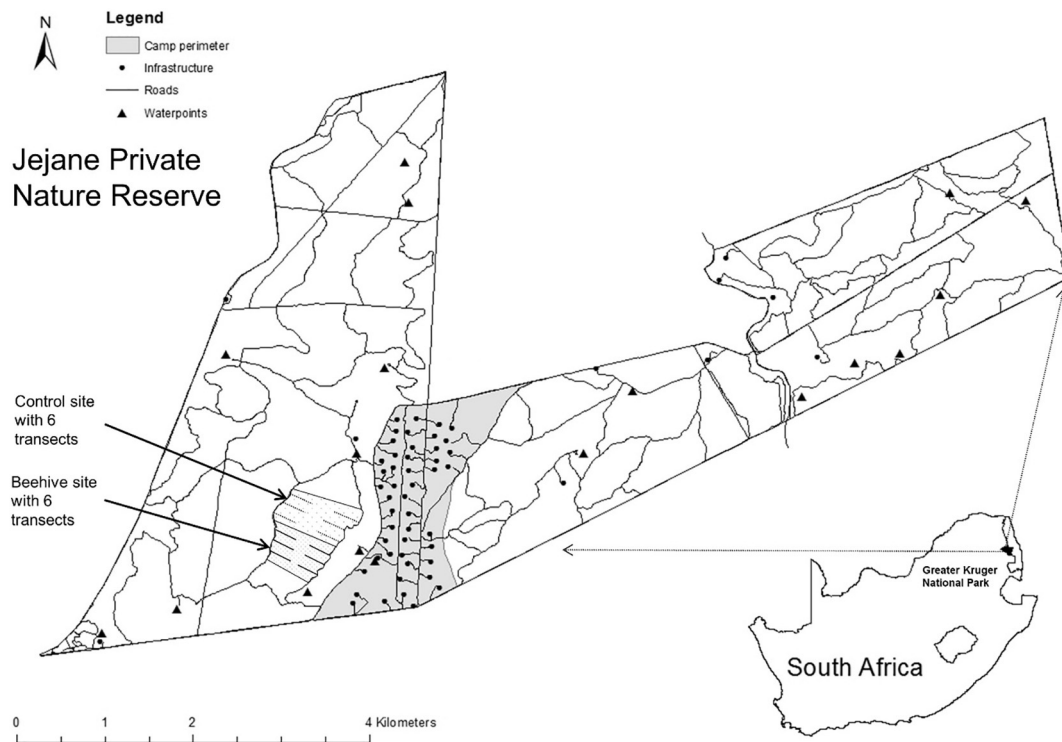 N
Legend
Camp perimeter
Infrastructure
Roads
Waterpoints
Jejane Private
Nature Reserve
Control site
with 6
transects
Beehive site
with 6
transects
Greater Kruger
National Park
South Africa
0 1 2 4 Kilometers